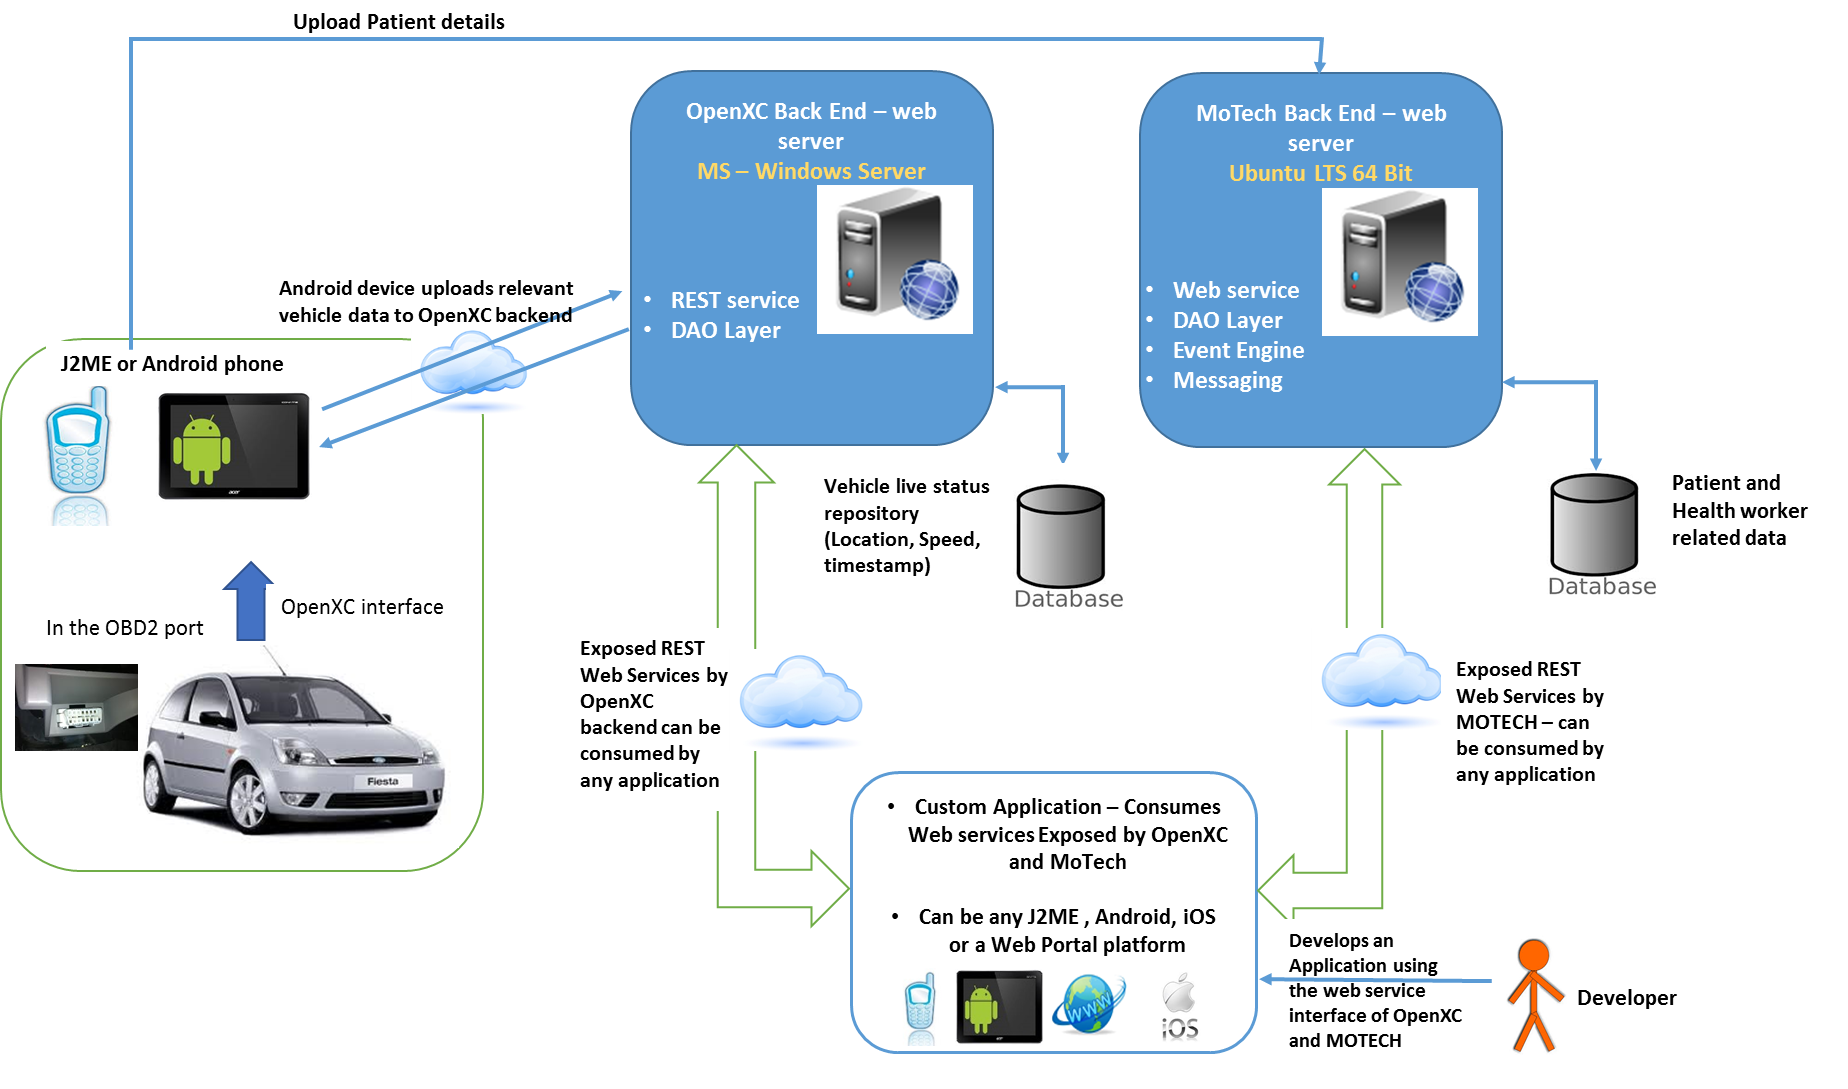 Upload Patient details
OpenXC Back End – web
server
MS – Windows Server
• REST service
• DAO Layer
MoTech Back End – web
server
Ubuntu LTS 64 Bit
• Web service
• DAO Layer
• Event Engine
• Messaging
Android device uploads relevant
vehicle data to OpenXC backend
J2ME or Android phone
acer
OpenXC interface
In the OBD2 port
Fiesta
Vehicle live status
repository
(Location, Speed,
timestamp)
Database
Patient and
Health worker
related data
Database
Exposed REST
Web Services by
OpenXC
backend can be
consumed by
any application
Exposed REST
Web Services by
MOTECH – can
be consumed by
any application
• Custom Application – Consumes
Web services Exposed by OpenXC
and MoTech
• Can be any J2ME , Android, iOS
or a Web Portal platform
acer
WWW
iOS
Develops an
Application using
the web service
interface of OpenXC
and MOTECH
Developer